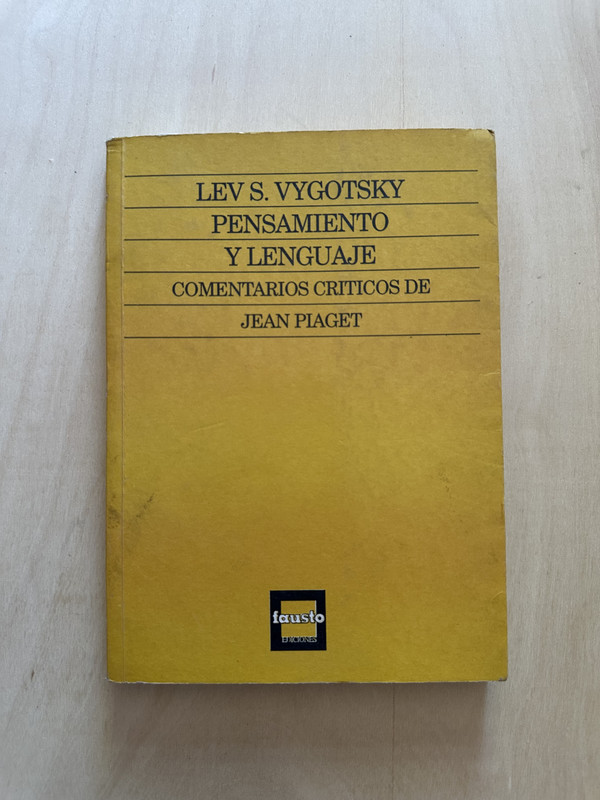 LEV S. VYGOTSKY
PENSAMIENTO
Y LENGUAJE
COMENTARIOS CRITICOS DE
JEAN PIAGET
fausto
EDICIONES